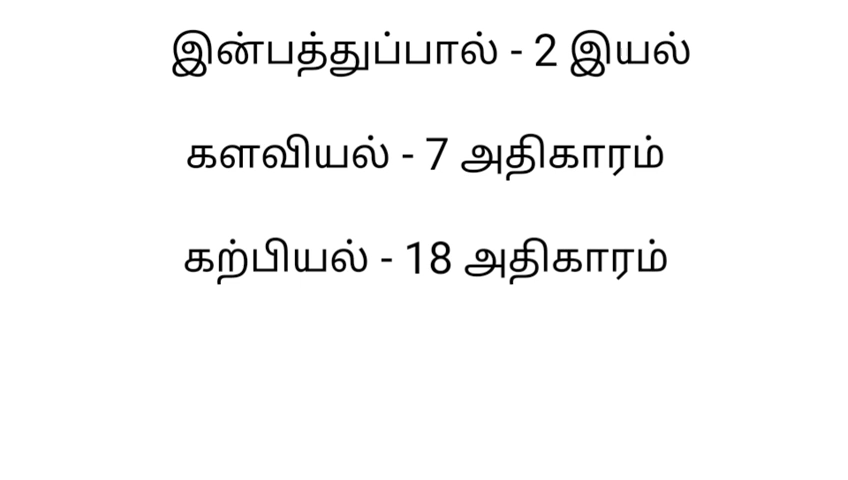 இன்பத்துப்பால் - 2 இயல்
களவியல் - 7 அதிகாரம்
கற்பியல் - 18 அதிகாரம்